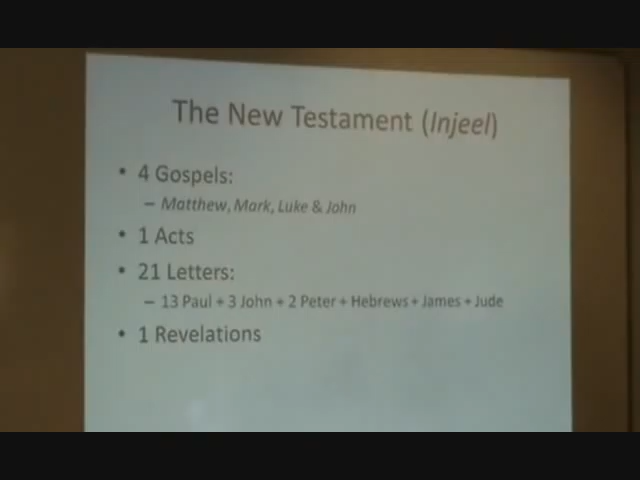 The New Testament (Injeel)
• 4 Gospels:
– Matthew, Mark, Luke & John
• 1 Acts
• 21 Letters:
– 13 Paul + 3 John + 2 Peter + Hebrews + James + Jude
• 1 Revelations